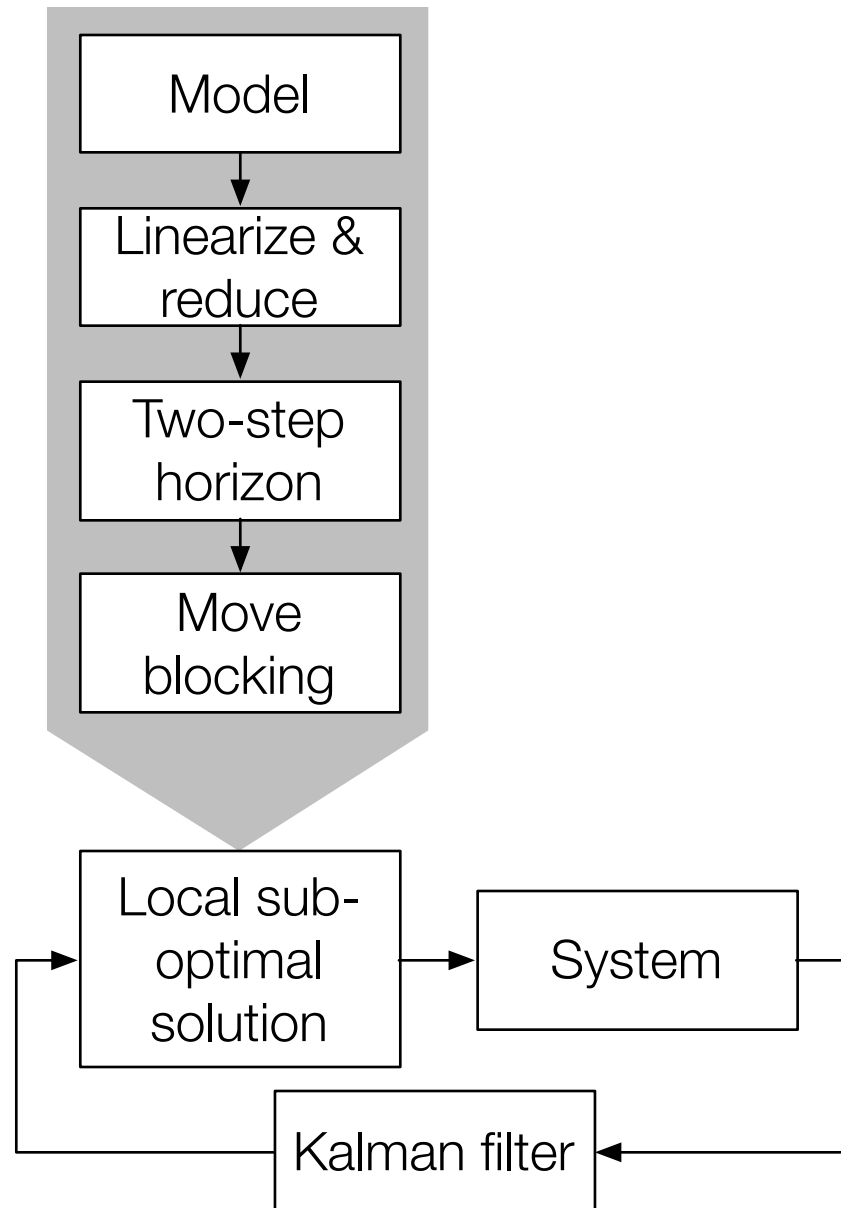 Model
Linearize &
reduce
Two-step
horizon
Move
blocking
Local sub-
optimal
solution
System
Kalman filter